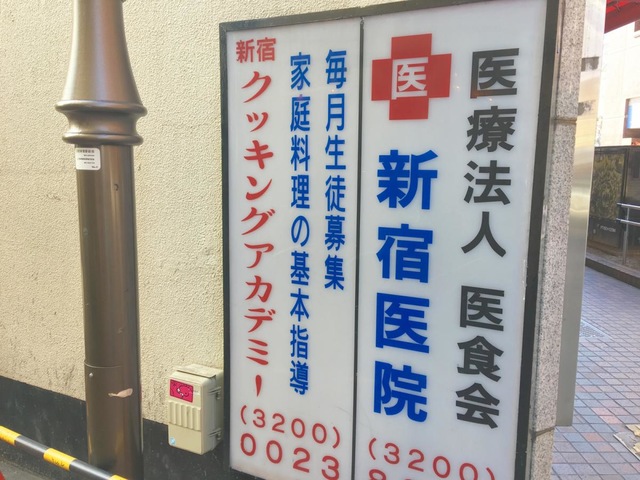 医療法人 医食会
医
新宿医院
(3200)
毎月生徒募集
家庭料理の基本指導
新宿
クッキングアカデミー
(3200)
0023